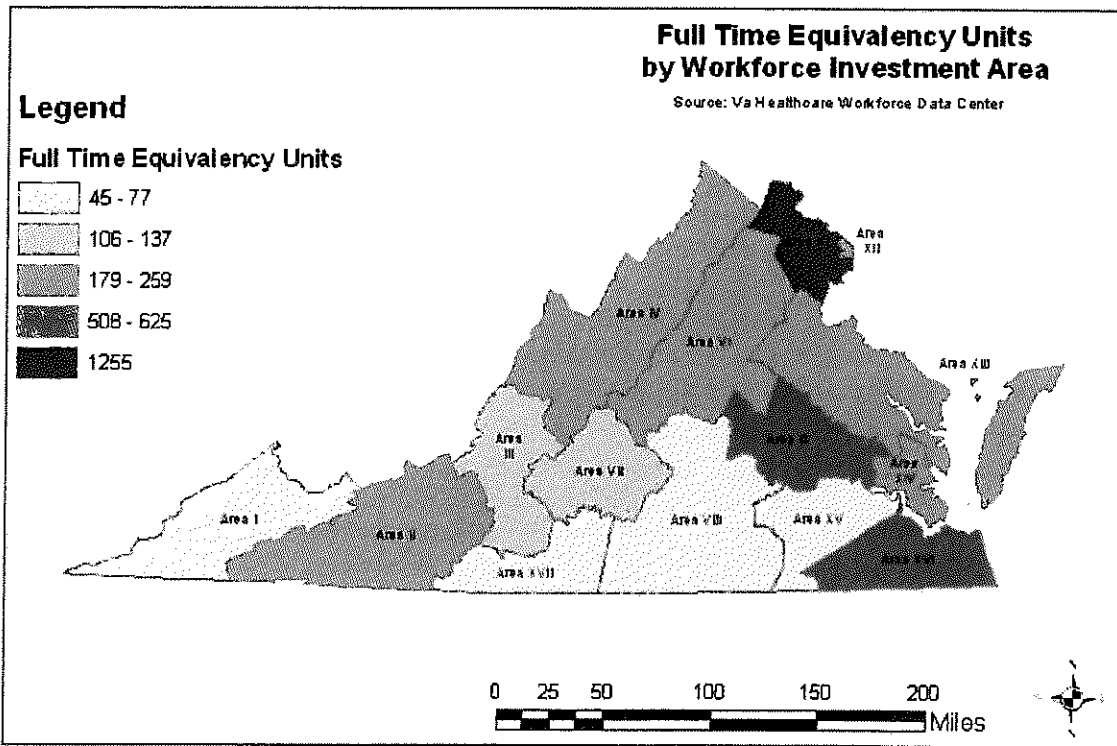 Full Time Equivalency Units
by Workforce Investment Area
Source: Va Healthcare Workforce Data Center
Legend
Full Time Equivalency Units
45 - 77
106 - 137
179 - 259
508 - 625
1255
Area
XII
Area IV
Area VI
Area XIII
Area
III
Area
Area VII
Area
XIV
Area I
Area II
Area VIII
Area XV
Area XVII
Area XVI
0 25 50 100 150 200
Miles